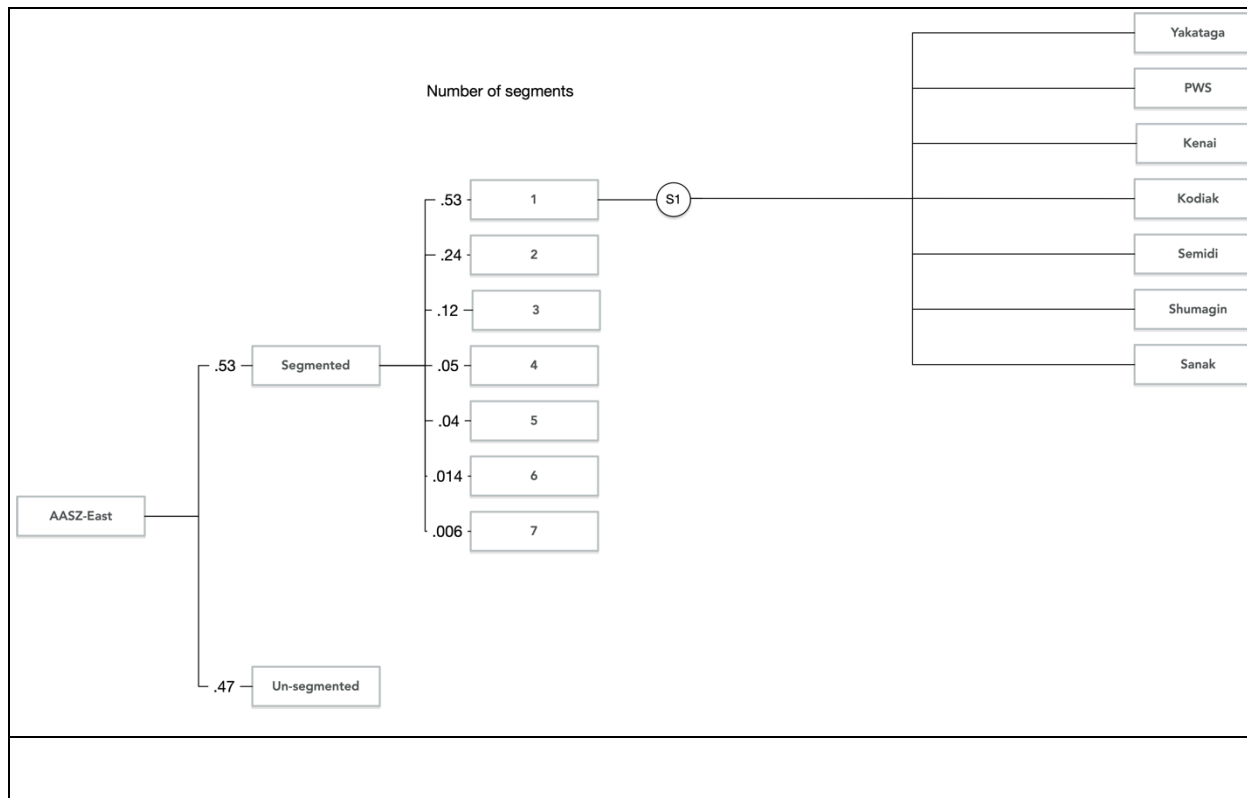 Number of segments
AASZ-East
.53
Segmented
.47
Un-segmented
.53
1
.24
2
.12
3
.05
4
.04
5
.014
6
.006
7
S1
Yakataga
PWS
Kenai
Kodiak
Semidi
Shumagin
Sanak